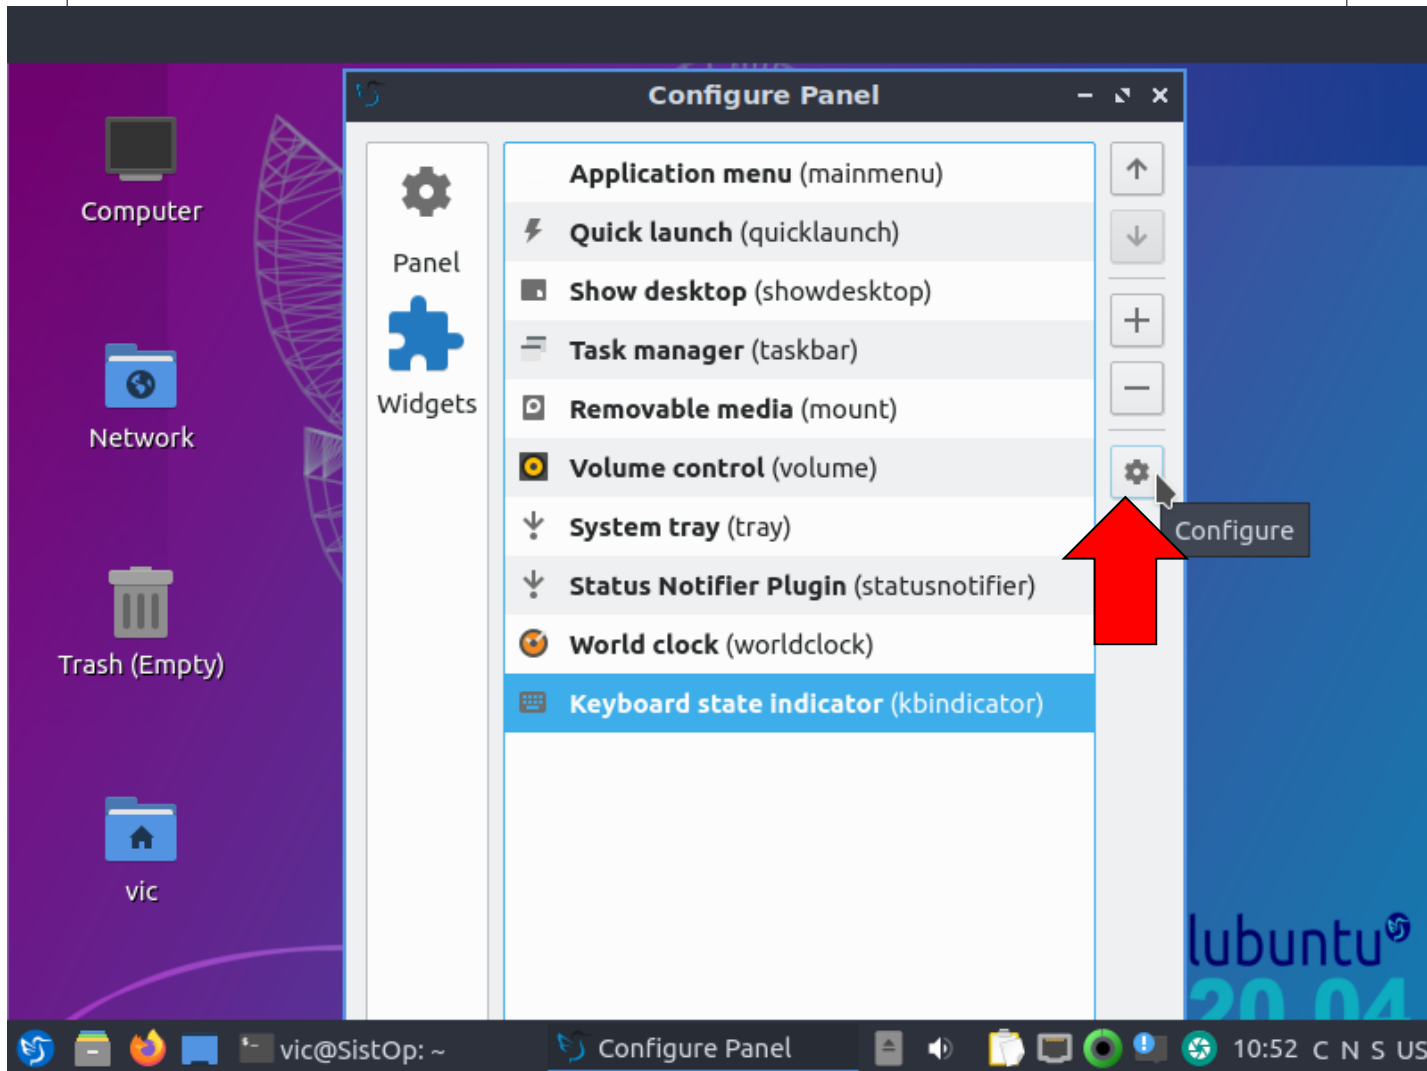 Configure Panel
Computer
Network
Trash (Empty)
vic
Panel
Widgets
Application menu (mainmenu)
Quick launch (quicklaunch)
Show desktop (showdesktop)
Task manager (taskbar)
Removable media (mount)
Volume control (volume)
System tray (tray)
Status Notifier Plugin (statusnotifier)
World clock (worldclock)
Keyboard state indicator (kbindicator)
Configure
lubuntu
20.04
vic@SistOp: ~
Configure Panel
10:52 C N S US